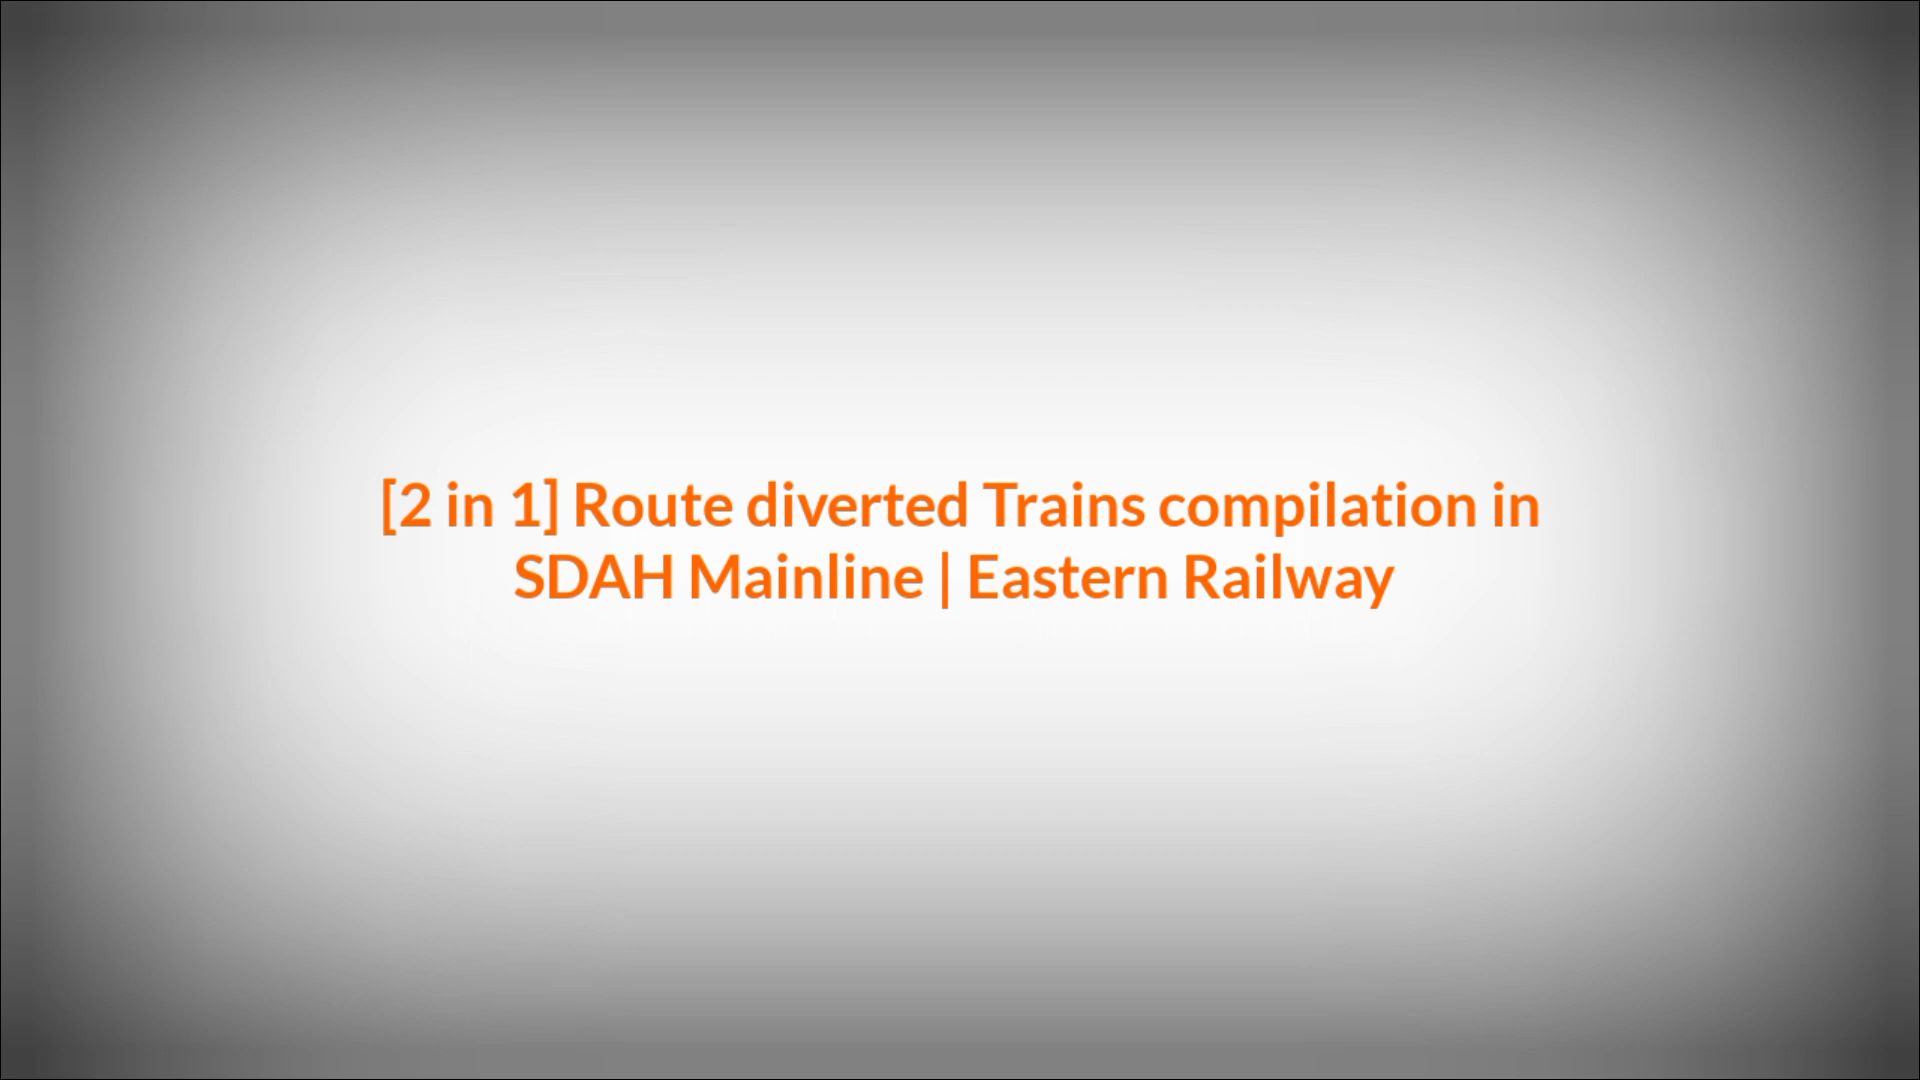 [2 in 1] Route diverted Trains compilation in
SDAH Mainline | Eastern Railway